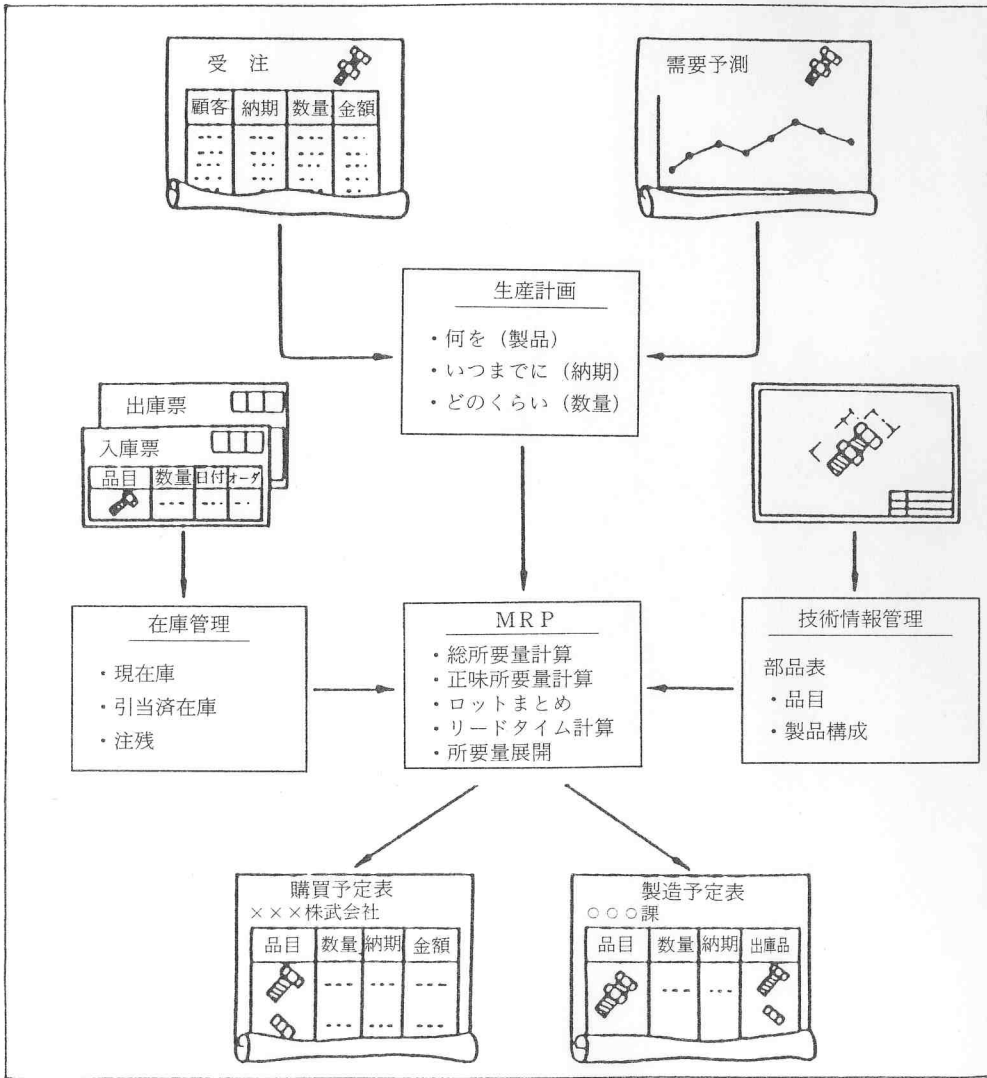 受 注
顧客 納期 数量 金額
需要予測
生産計画
・何を（製品）
・いつまでに（納期）
・どのくらい（数量）
出庫票
入庫票
品目 数量 日付 オーダ
在庫管理
・現在庫
・引当済在庫
・注残
MRP
・総所要量計算
・正味所要量計算
・ロットまとめ
・リードタイム計算
・所要量展開
技術情報管理
部品表
・品目
・製品構成
購買予定表
×××株武会社
品目 数量 納期 金額
製造予定表
○○○課
品目 数量 納期 出庫品